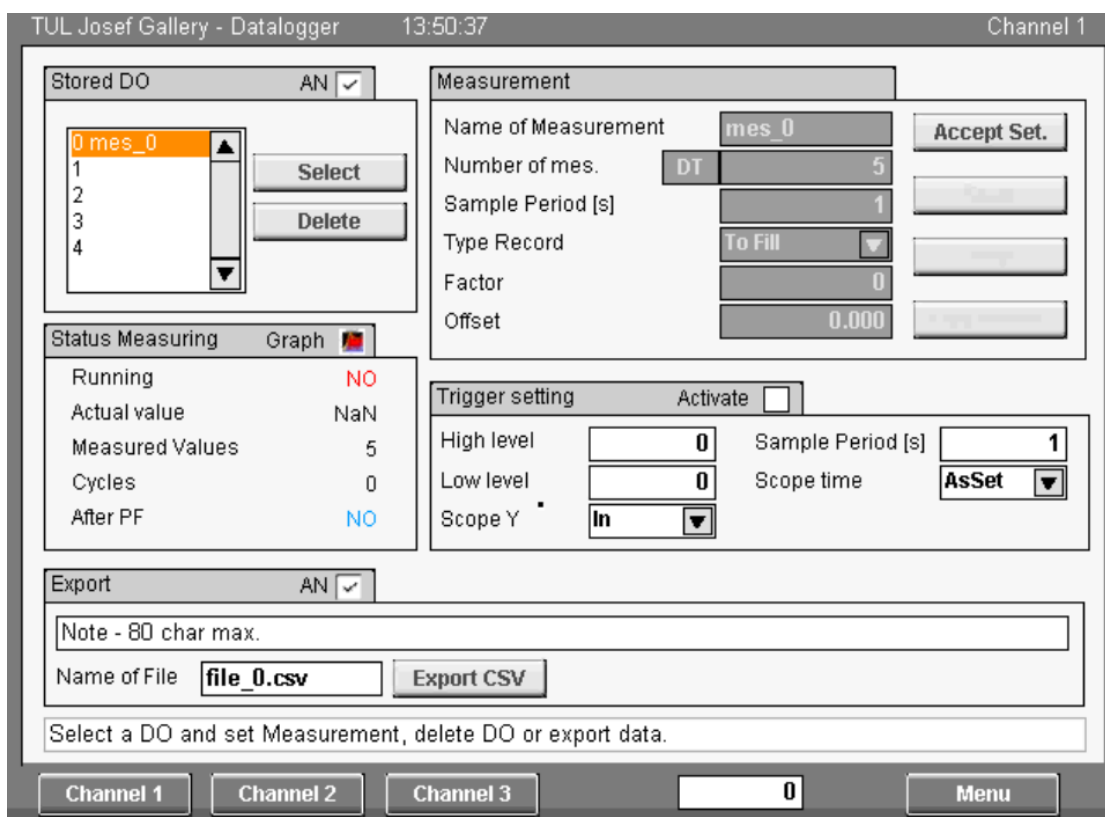 TUL Josef Gallery - Datalogger 13:50:37 Channel 1
Stored DO AN
0 mes_0
1
2
3
4
Select
Delete
Measurement
Name of Measurement mes_0
Number of mes. DT 5
Sample Period [s] 1
Type Record To Fill
Factor 0
Offset 0.000
Accept Set.
Status Measuring Graph
Running NO
Actual value NaN
Measured Values 5
Cycles 0
After PF NO
Trigger setting Activate
High level 0 Sample Period [s] 1
Low level 0 Scope time AsSet
Scope Y In
Export AN
Note - 80 char max.
Name of File file_0.csv Export CSV
Select a DO and set Measurement, delete DO or export data.
Channel 1 Channel 2 Channel 3 0 Menu